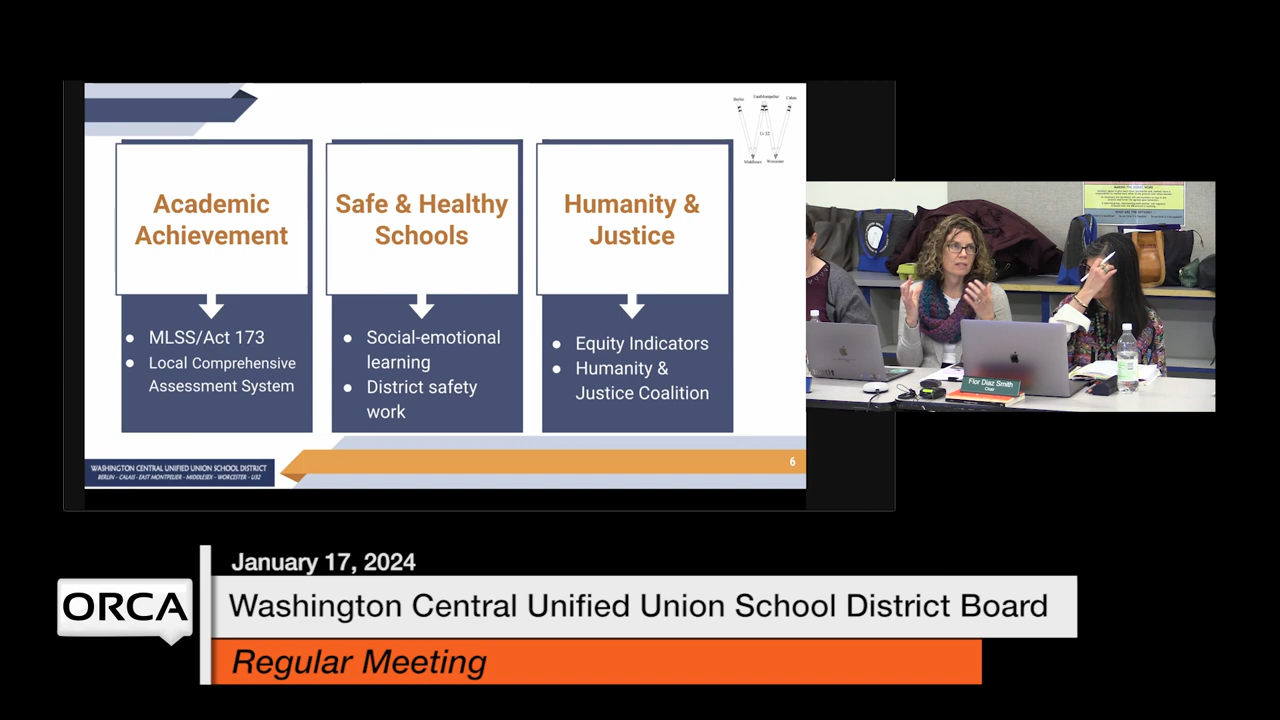 Berlin
EastMontpelier
Calais
U-32
Middlesex
Worcester
Academic
Achievement
Safe & Healthy
Schools
Humanity &
Justice
• MLSS/Act 173
• Local Comprehensive
Assessment System
• Social-emotional
learning
• District safety
work
• Equity Indicators
• Humanity &
Justice Coalition
WASHINGTON CENTRAL UNIFIED UNION SCHOOL DISTRICT
BERLIN - CALAIS - EAST MONTPELIER - MIDDLESEX - WORCESTER - U32
6
Flor Diaz Smith
Chair
January 17, 2024
ORCA
Washington Central Unified Union School District Board
Regular Meeting